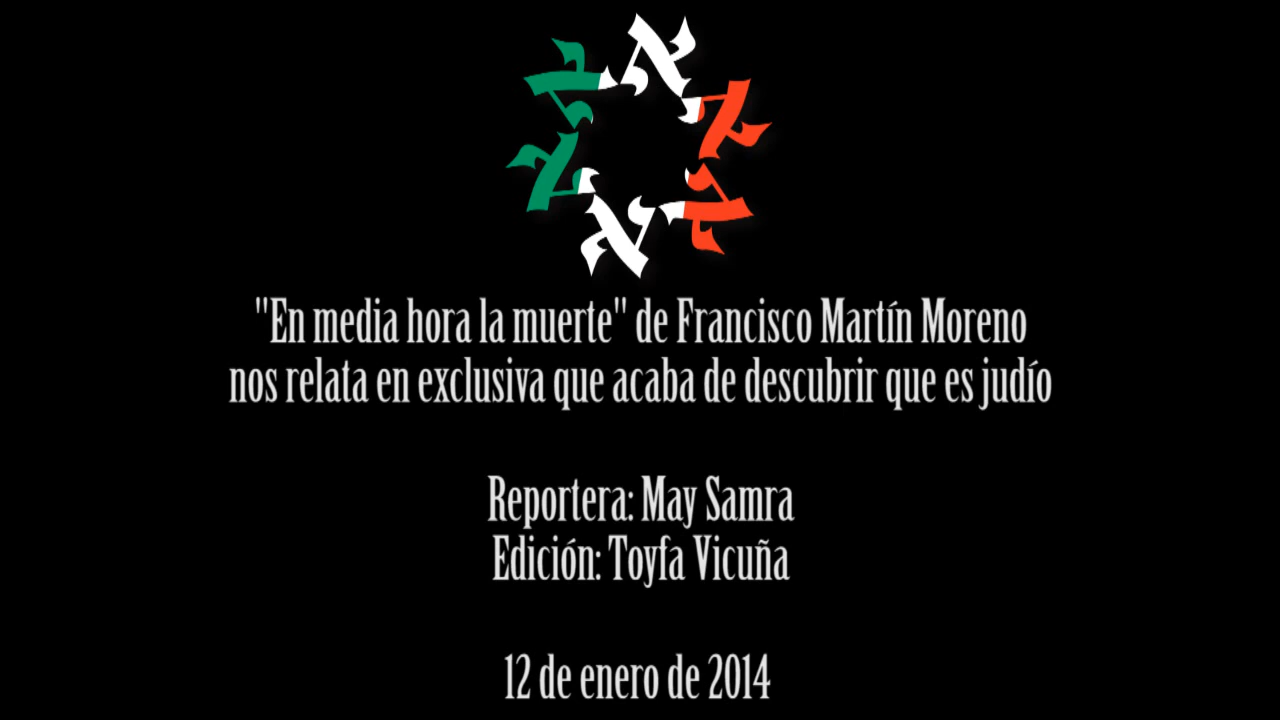 "En media hora la muerte" de Francisco Martín Moreno
nos relata en exclusiva que acaba de descubrir que es judío
Reportera: May Samra
Edición: Toyfa Vicuña
12 de enero de 2014